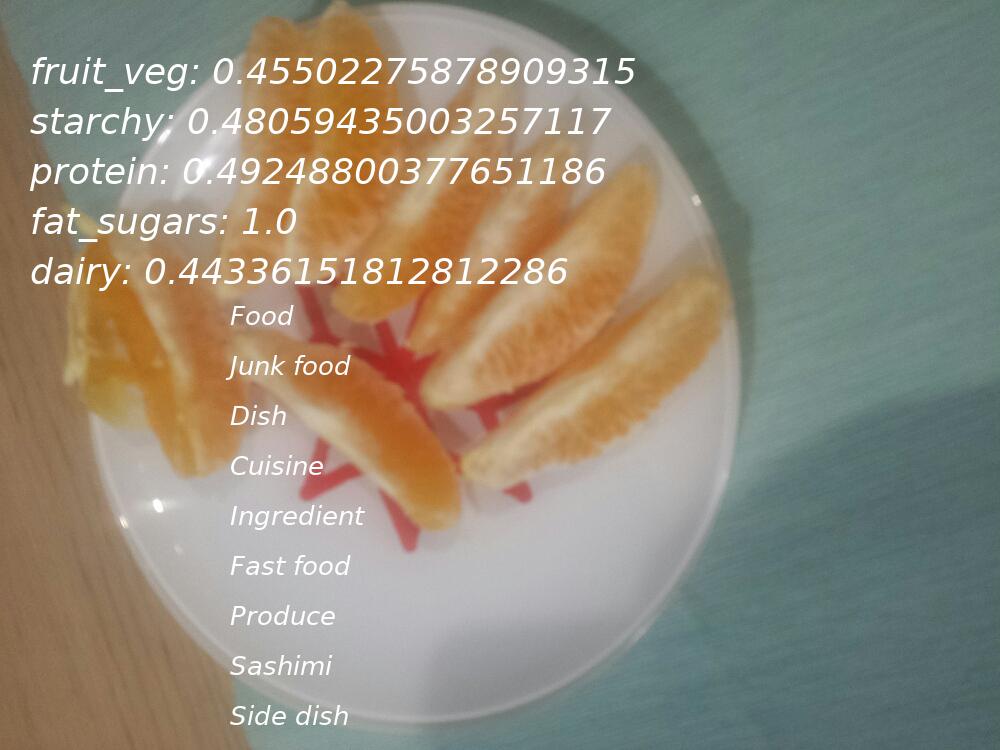 fruit_veg: 0.45502275878909315
starchy: 0.48059435003257117
protein: 0.49248800377651186
fat_sugars: 1.0
dairy: 0.44336151812812286
Food
Junk food
Dish
Cuisine
Ingredient
Fast food
Produce
Sashimi
Side dish